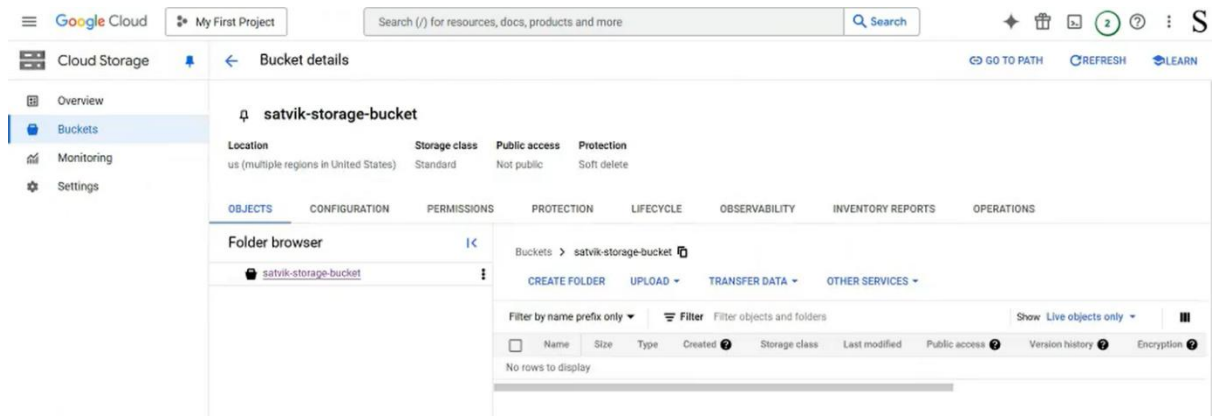 Google Cloud My First Project Search (/) for resources, docs, products and more Search 2 S
Cloud Storage
Bucket details GO TO PATH REFRESH LEARN
Overview
Buckets
Monitoring
Settings
satvik-storage-bucket
Location Storage class Public access Protection
us (multiple regions in United States) Standard Not public Soft delete
OBJECTS CONFIGURATION PERMISSIONS PROTECTION LIFECYCLE OBSERVABILITY INVENTORY REPORTS OPERATIONS
Folder browser
satvik-storage-bucket
Buckets > satvik-storage-bucket
CREATE FOLDER UPLOAD TRANSFER DATA OTHER SERVICES
Filter by name prefix only Filter Filter objects and folders Show Live objects only
Name Size Type Created Storage class Last modified Public access Version history Encryption
No rows to display